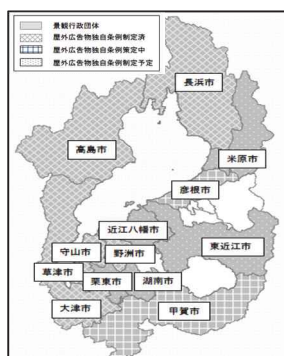 景観行政団体
屋外広告物独自条例制定済
屋外広告物独自条例策定中
屋外広告物独自条例制定予定
長浜市
高島市
米原市
彦根市
近江八幡市
東近江市
守山市
野洲市
草津市
栗東市
湖南市
大津市
甲賀市